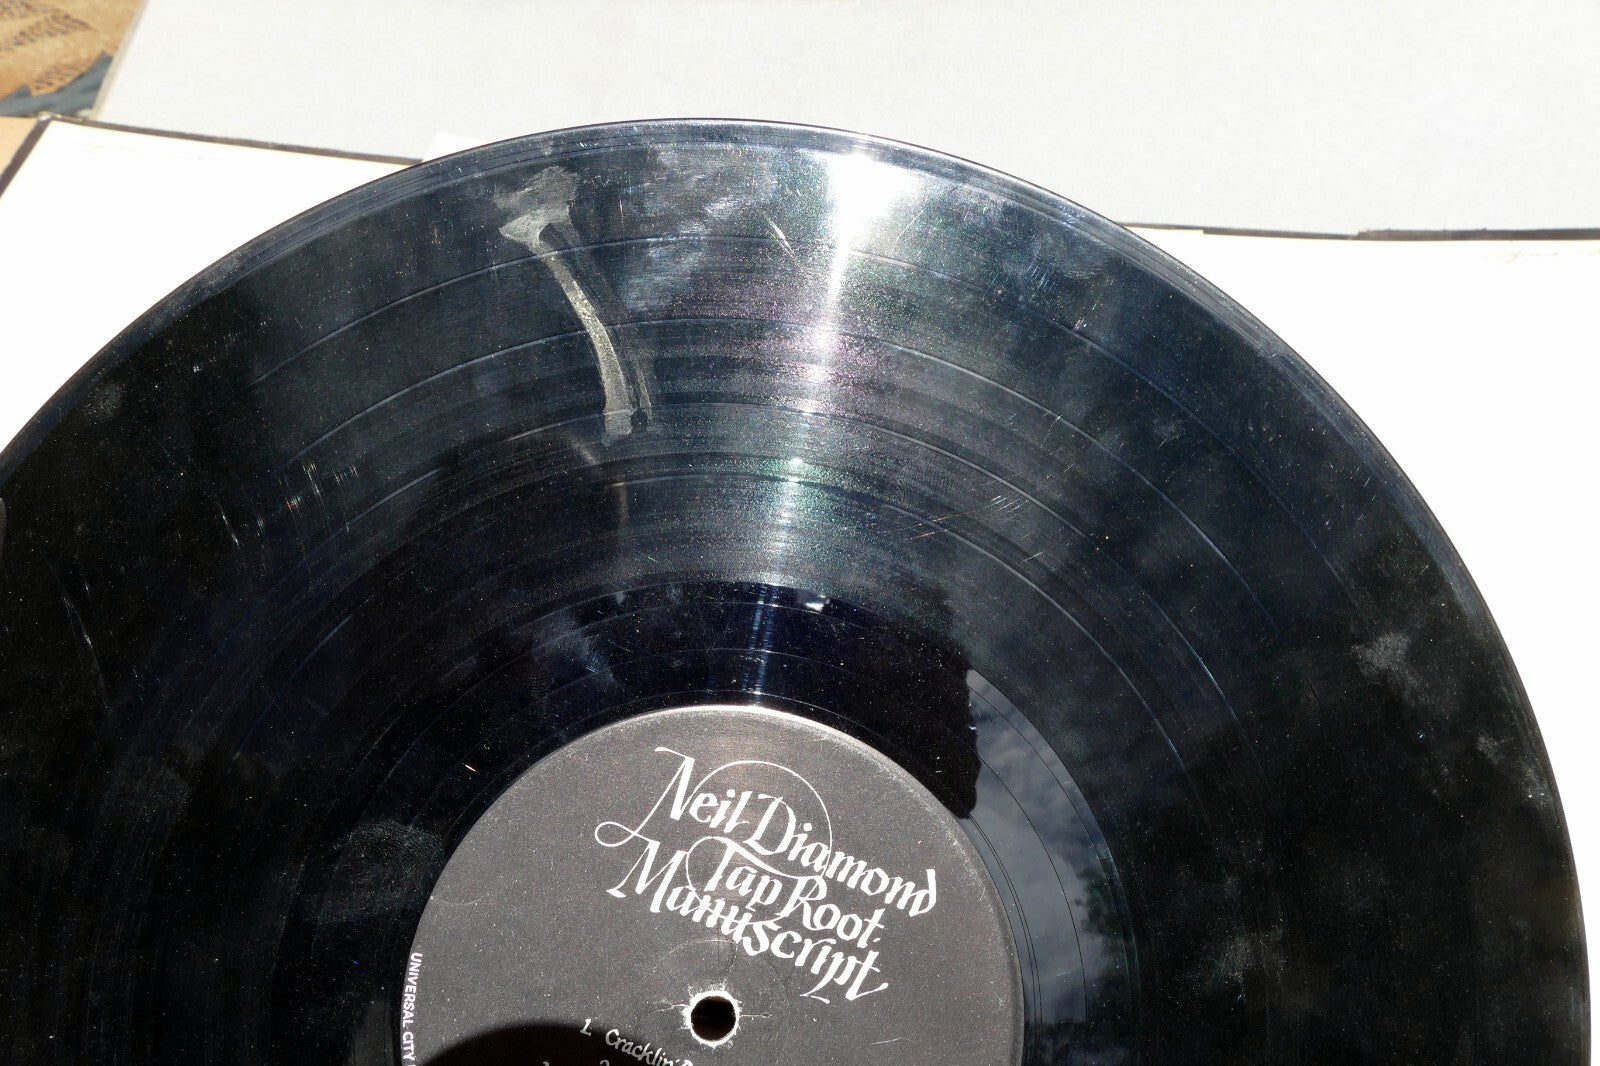 Neil Diamond
Tap Root
Manuscript
1. Cracklin'
UNIVERSAL CITY